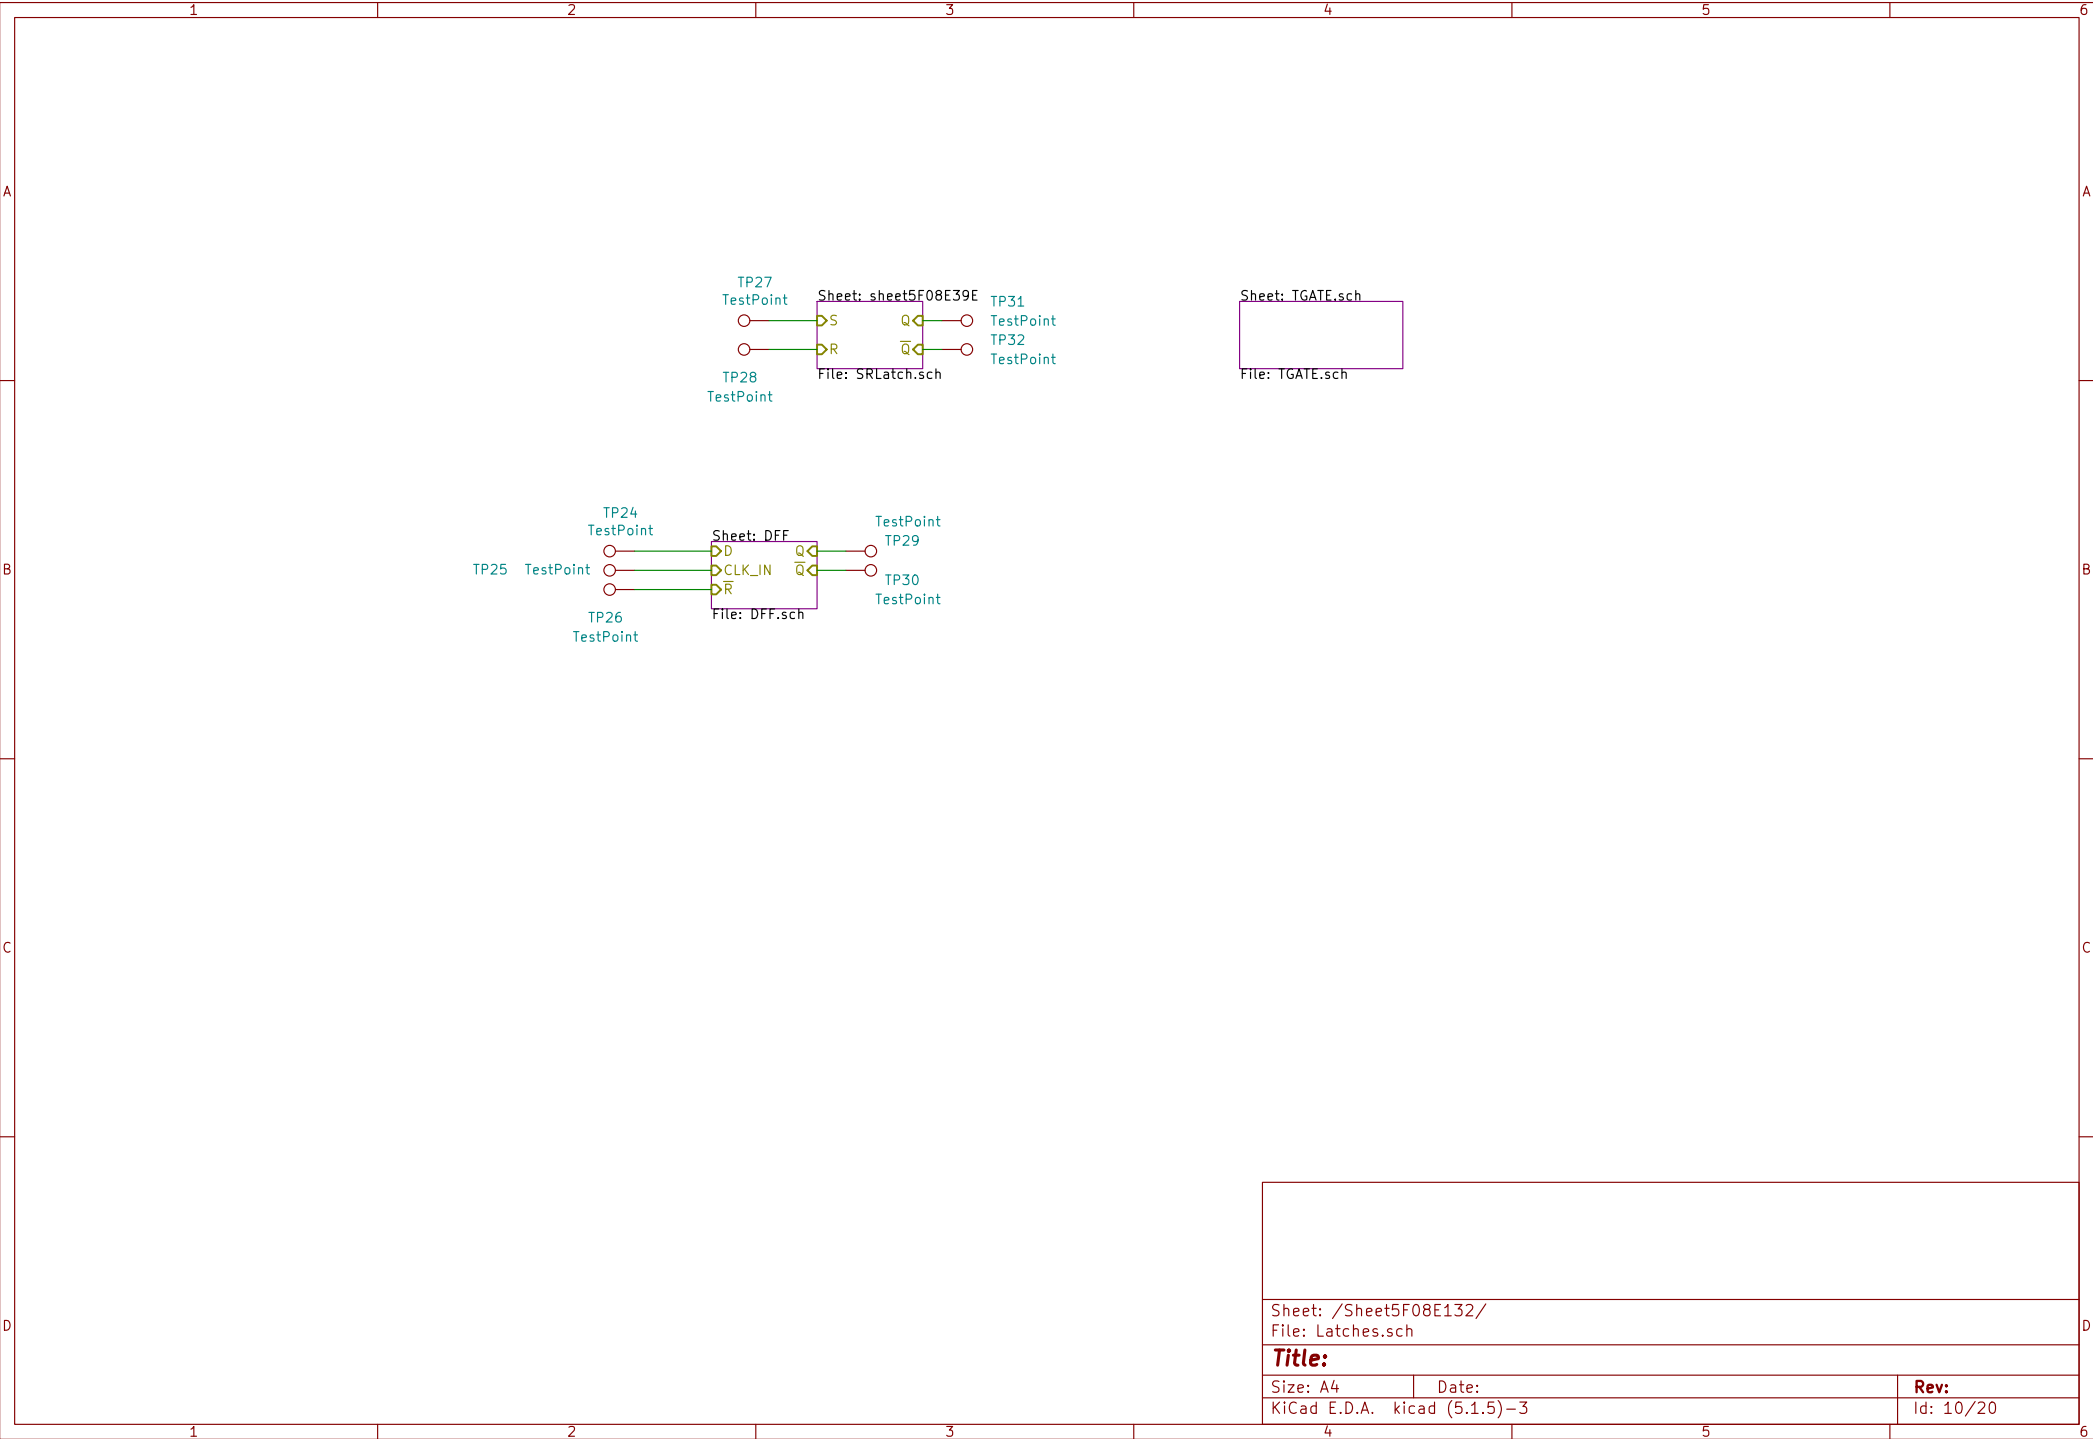 1 2 3 4 5 6
A A
TP27
TestPoint
Sheet: sheet5F08E39E
S Q
R Q̅
File: SRLatch.sch
TP28
TestPoint
TP31
TestPoint
TP32
TestPoint
Sheet: TGATE.sch
File: TGATE.sch
TP24
TestPoint
TP25 TestPoint
TP26
TestPoint
Sheet: DFF
D Q
CLK_IN Q̅
R̅
File: DFF.sch
TestPoint
TP29
TP30
TestPoint
B B
C C
D D
Sheet: /Sheet5F08E132/
File: Latches.sch
Title:
Size: A4 Date: Rev:
KiCad E.D.A. kicad (5.1.5)-3 Id: 10/20
1 2 3 4 5 6